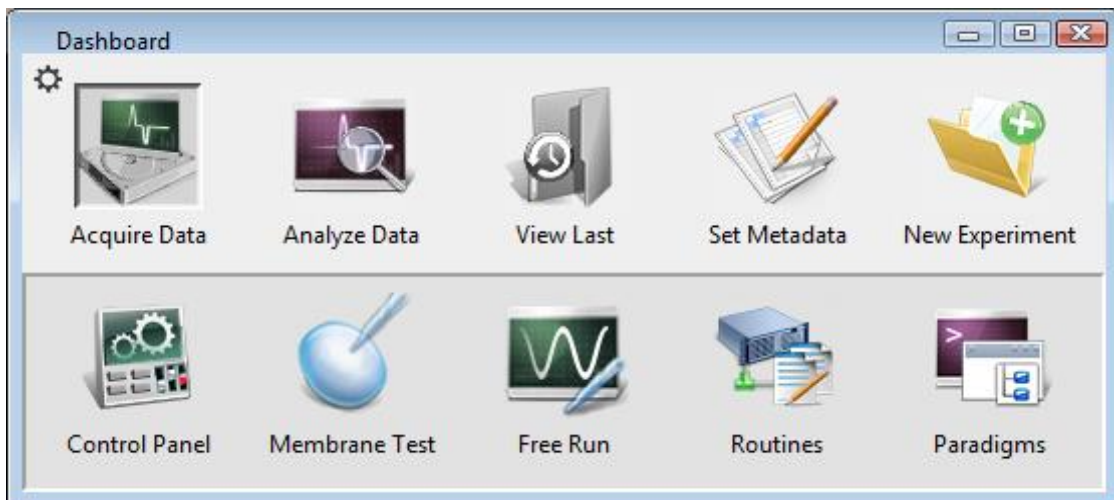 Dashboard
Acquire Data
Analyze Data
View Last
Set Metadata
New Experiment
Control Panel
Membrane Test
Free Run
Routines
Paradigms